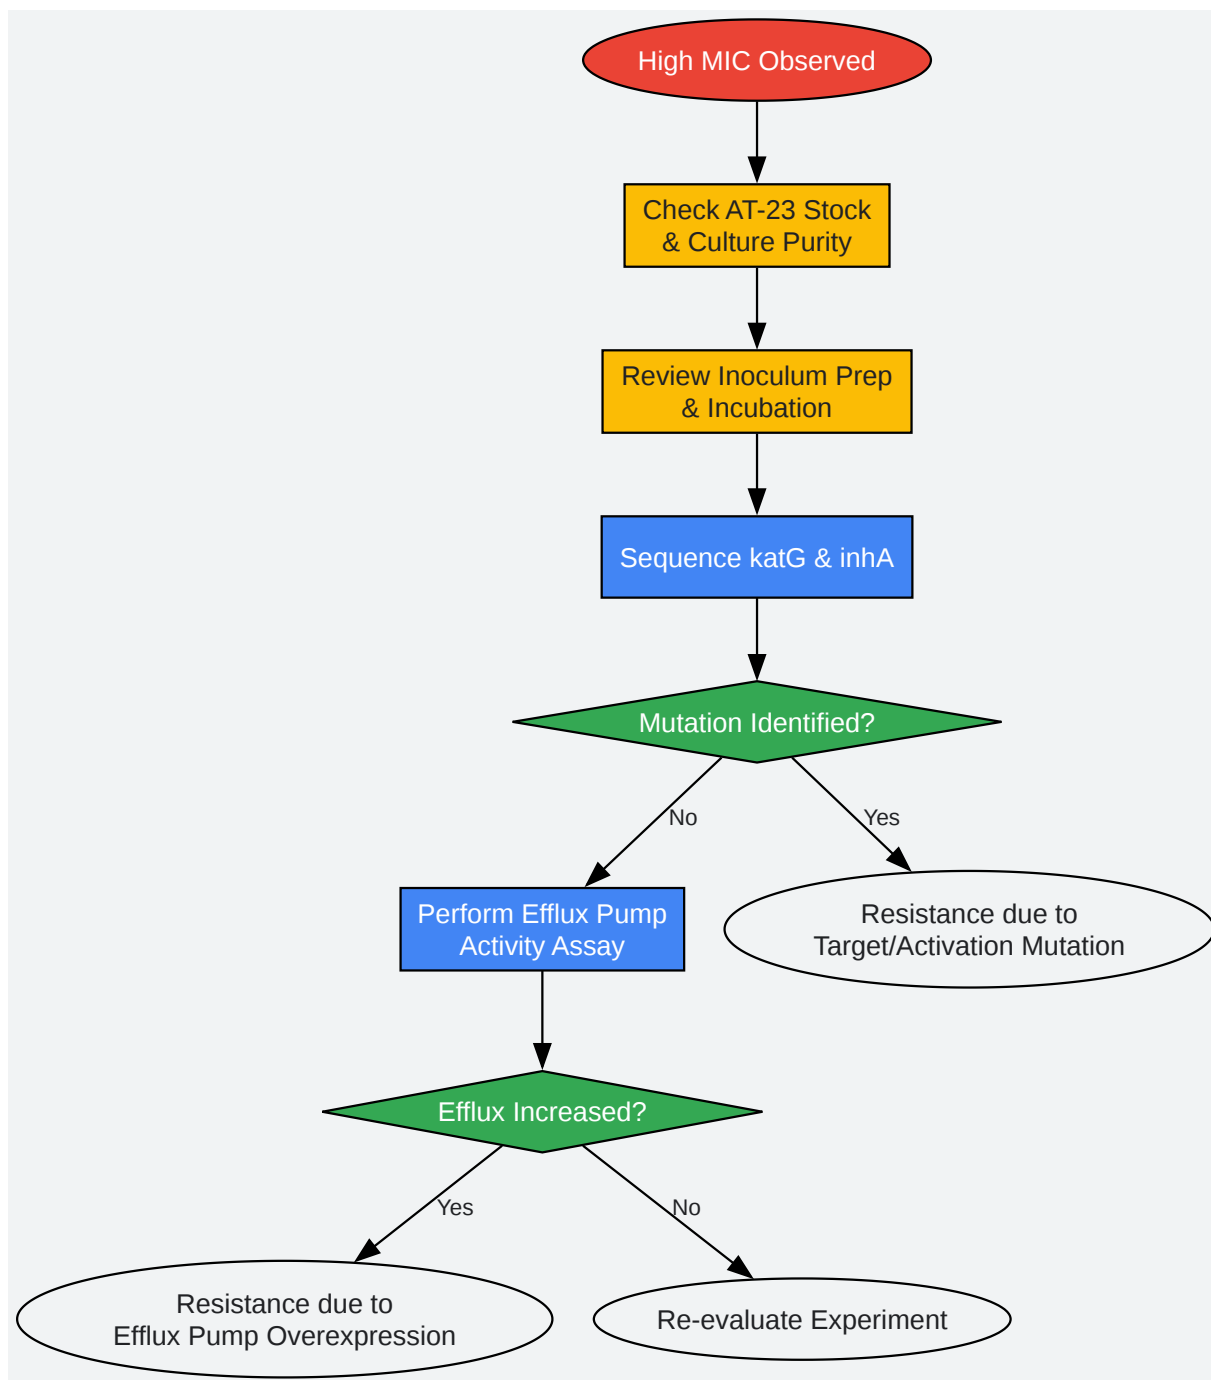 High MIC Observed
Check AT-23 Stock
& Culture Purity
Review Inoculum Prep
& Incubation
Sequence katG & inhA
Mutation Identified?
No
Yes
Perform Efflux Pump
Activity Assay
Resistance due to
Target/Activation Mutation
Efflux Increased?
Yes
No
Resistance due to
Efflux Pump Overexpression
Re-evaluate Experiment